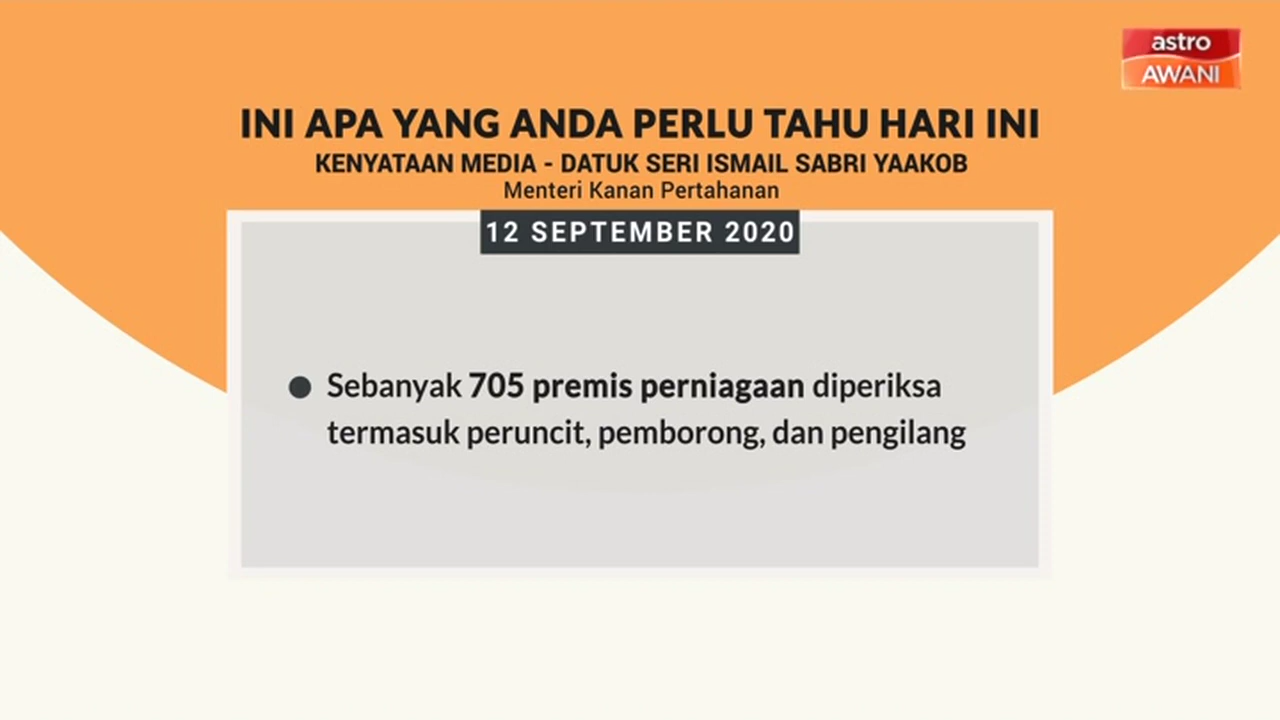 astro
AWANI
INI APA YANG ANDA PERLU TAHU HARI INI
KENYATAAN MEDIA - DATUK SERI ISMAIL SABRI YAAKOB
Menteri Kanan Pertahanan
12 SEPTEMBER 2020
● Sebanyak 705 premis perniagaan diperiksa
termasuk peruncit, pemborong, dan pengilang